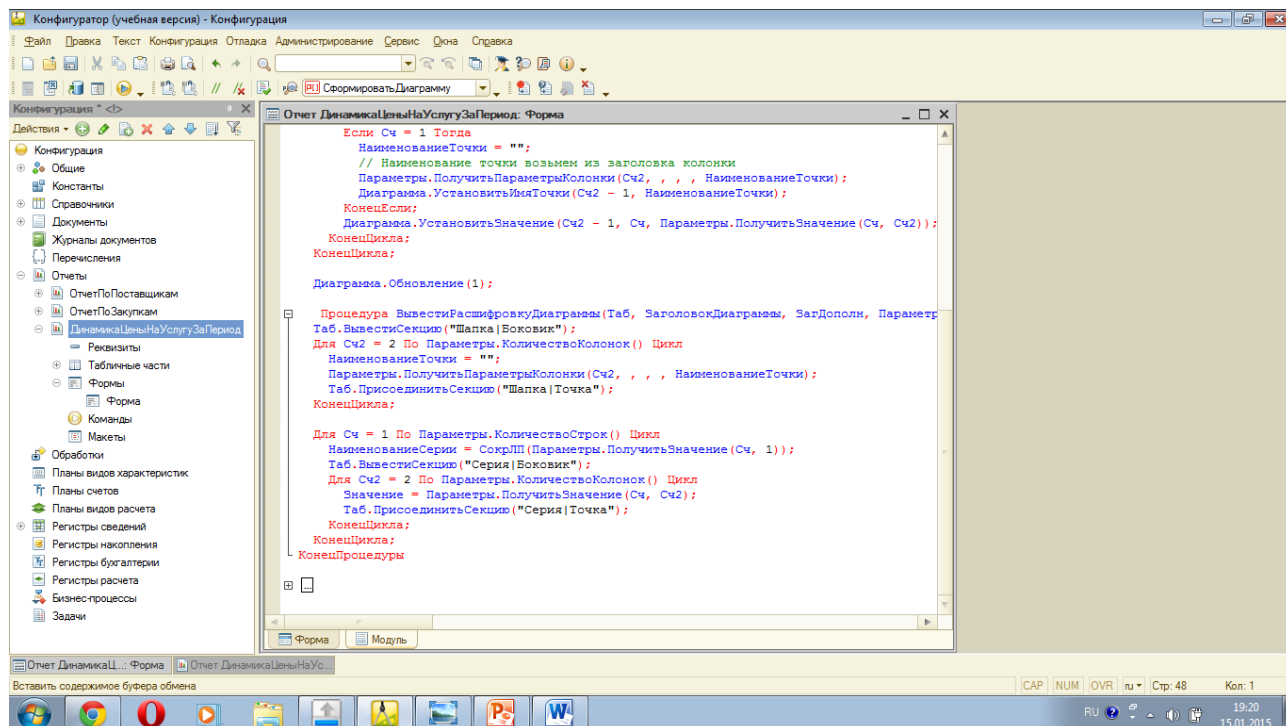 Конфигуратор (учебная версия) - Конфигурация
Файл Правка Текст Конфигурация Отладка Администрирование Сервис Окна Справка
СформироватьДиаграмму
Конфигурация * <!>
Действия
Конфигурация
Общие
Константы
Справочники
Документы
Журналы документов
Перечисления
Отчеты
ОтчетПоПоставщикам
ОтчетПоЗакупкам
ДинамикаЦеныНаУслугуЗаПериод
Реквизиты
Табличные части
Формы
Форма
Команды
Макеты
Обработки
Планы видов характеристик
Планы счетов
Планы видов расчета
Регистры сведений
Регистры накопления
Регистры бухгалтерии
Регистры расчета
Бизнес-процессы
Задачи
Отчет ДинамикаЦеныНаУслугуЗаПериод: Форма
Если Сч = 1 Тогда
НаименованиеТочки = "";
// Наименование точки возьмем из заголовка колонки
Параметры.ПолучитьПараметрыКолонки(Сч2, , , , НаименованиеТочки);
Диаграмма.УстановитьИмяТочки(Сч2 - 1, НаименованиеТочки);
КонецЕсли;
Диаграмма.УстановитьЗначение(Сч2 - 1, Сч, Параметры.ПолучитьЗначение(Сч, Сч2));
КонецЦикла;
КонецЦикла;
Диаграмма.Обновление(1);
Процедура ВывестиРасшифровкуДиаграммы(Таб, ЗаголовокДиаграммы, ЗагДополн, Параметр
Таб.ВывестиСекцию("Шапка|Боковик");
Для Сч2 = 2 По Параметры.КоличествоКолонок() Цикл
НаименованиеТочки = "";
Параметры.ПолучитьПараметрыКолонки(Сч2, , , , НаименованиеТочки);
Таб.ПрисоединитьСекцию("Шапка|Точка");
КонецЦикла;
Для Сч = 1 По Параметры.КоличествоСтрок() Цикл
НаименованиеСерии = СокрЛП(Параметры.ПолучитьЗначение(Сч, 1));
Таб.ВывестиСекцию("Серия|Боковик");
Для Сч2 = 2 По Параметры.КоличествоКолонок() Цикл
Значение = Параметры.ПолучитьЗначение(Сч, Сч2);
Таб.ПрисоединитьСекцию("Серия|Точка");
КонецЦикла;
КонецЦикла;
КонецПроцедуры
...
Форма Модуль
Отчет ДинамикаЦ...: Форма Отчет ДинамикаЦеныНаУс...
Вставить содержимое буфера обмена CAP NUM OVR ru Стр: 48 Кол: 1
RU 19:20
15.01.2015